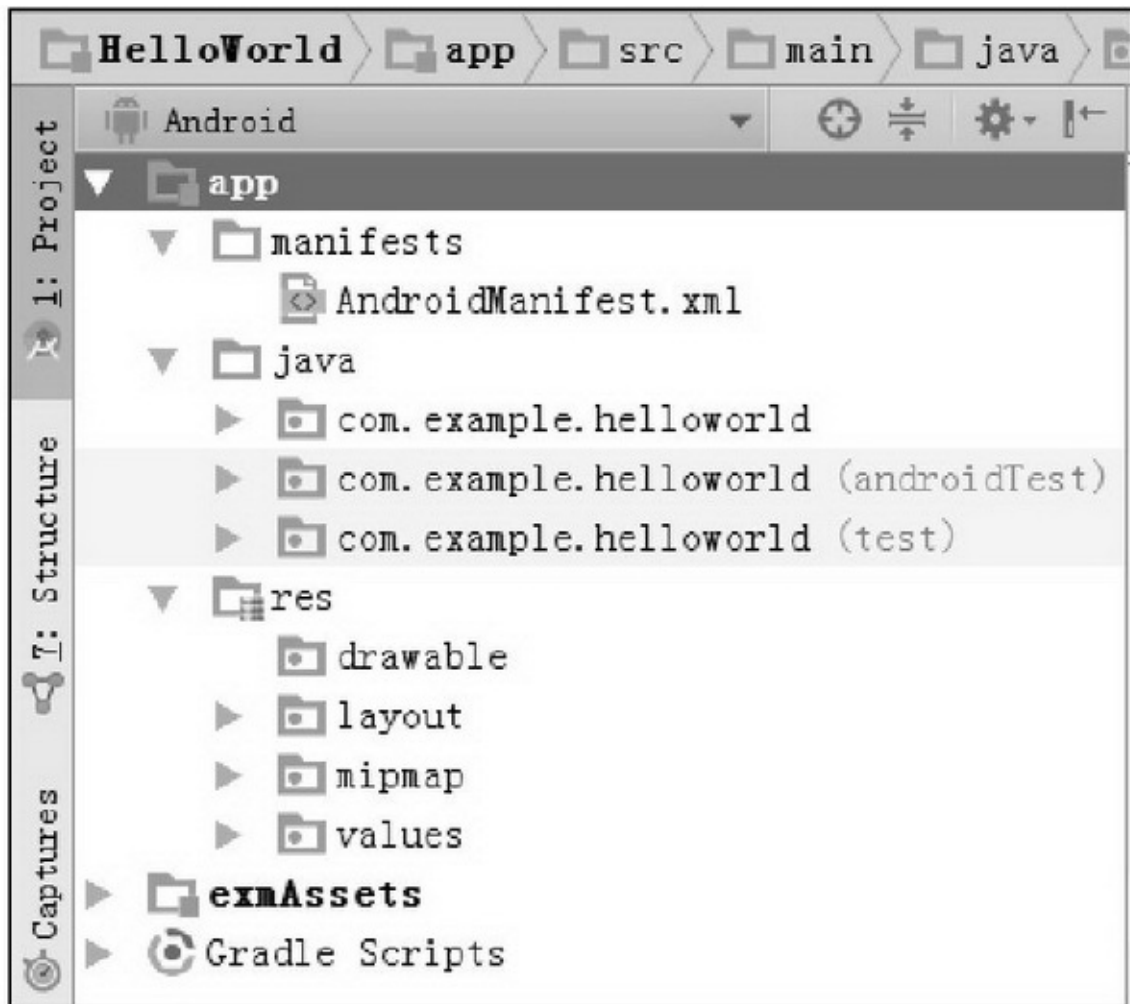 HelloWorld app src main java
Android
app
manifests
AndroidManifest.xml
java
com.example.helloworld
com.example.helloworld (androidTest)
com.example.helloworld (test)
res
drawable
layout
mipmap
values
exmAssets
Gradle Scripts
1: Project
7: Structure
Captures